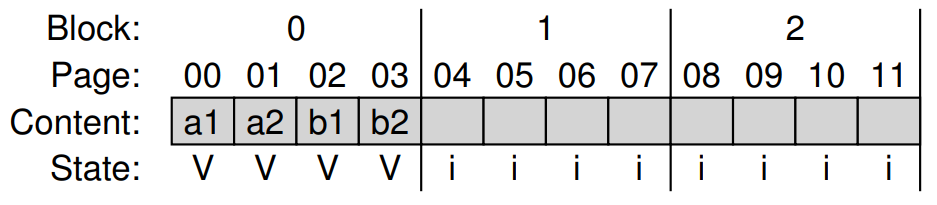 Block: 0 1 2
Page: 00 01 02 03 04 05 06 07 08 09 10 11
Content: a1 a2 b1 b2
State: V V V V i i i i i i i i